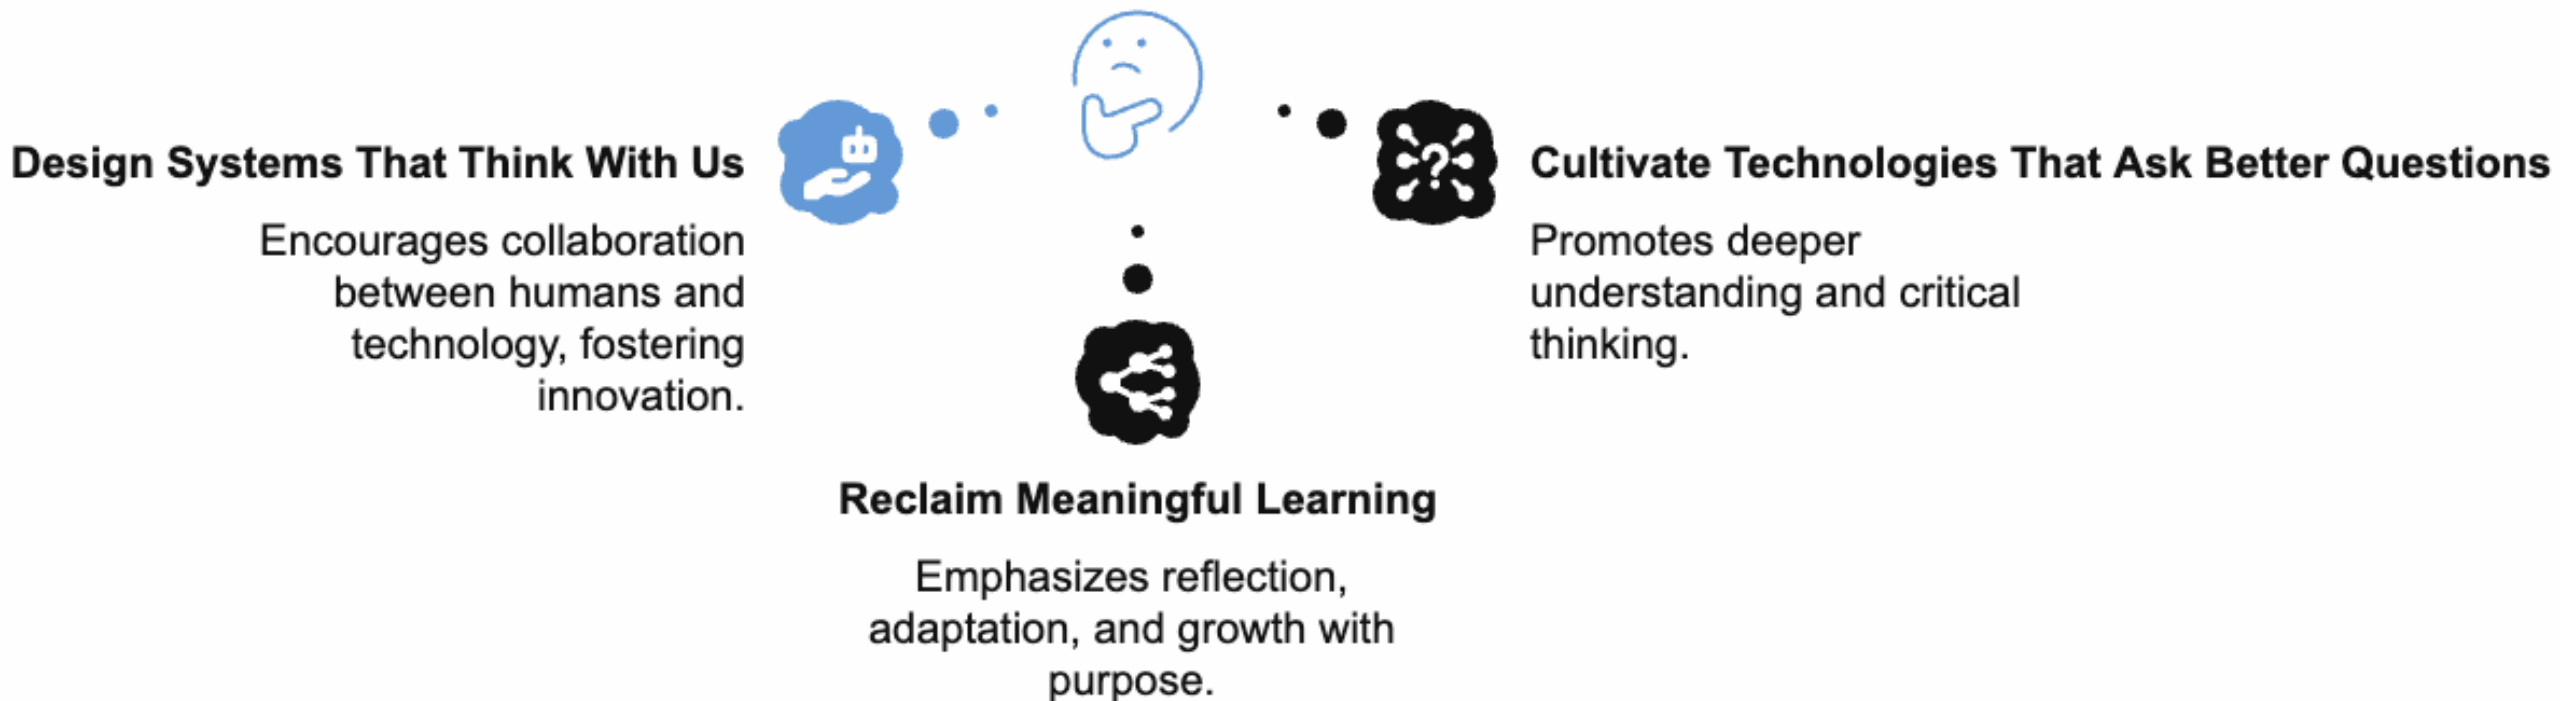 Design Systems That Think With Us
Encourages collaboration
between humans and
technology, fostering
innovation.
Cultivate Technologies That Ask Better Questions
Promotes deeper
understanding and critical
thinking.
Reclaim Meaningful Learning
Emphasizes reflection,
adaptation, and growth with
purpose.